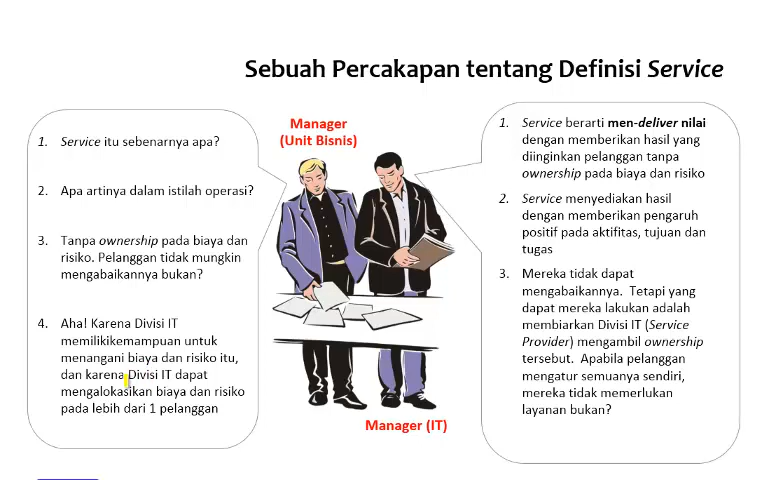 Sebuah Percakapan tentang Definisi Service
1. Service itu sebenarnya apa?
2. Apa artinya dalam istilah operasi?
3. Tanpa ownership pada biaya dan
risiko. Pelanggan tidak mungkin
mengabaikannya bukan?
4. Aha! Karena Divisi IT
memilikikemampuan untuk
menangani biaya dan risiko itu,
dan karena Divisi IT dapat
mengalokasikan biaya dan risiko
pada lebih dari 1 pelanggan
Manager
(Unit Bisnis)
Manager (IT)
1. Service berarti men-deliver nilai
dengan memberikan hasil yang
diinginkan pelanggan tanpa
ownership pada biaya dan risiko
2. Service menyediakan hasil
dengan memberikan pengaruh
positif pada aktifitas, tujuan dan
tugas
3. Mereka tidak dapat
mengabaikannya. Tetapi yang
dapat mereka lakukan adalah
membiarkan Divisi IT (Service
Provider) mengambil ownership
tersebut. Apabila pelanggan
mengatur semuanya sendiri,
mereka tidak memerlukan
layanan bukan?